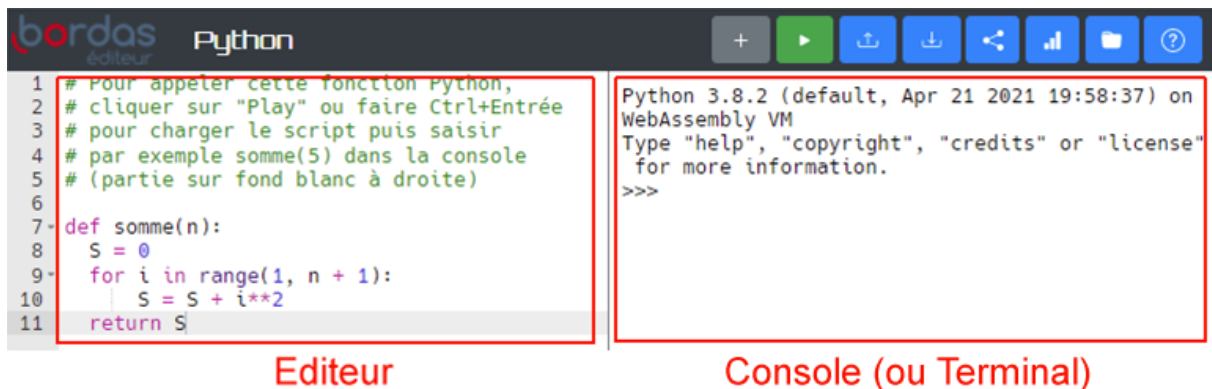 bordas
éditeur
Python
1 # Pour appeler cette fonction Python,
2 # cliquer sur "Play" ou faire Ctrl+Entrée
3 # pour charger le script puis saisir
4 # par exemple somme(5) dans la console
5 # (partie sur fond blanc à droite)
6
7 def somme(n):
8   S = 0
9   for i in range(1, n + 1):
10       S = S + i**2
11   return S
Python 3.8.2 (default, Apr 21 2021 19:58:37) on
WebAssembly VM
Type "help", "copyright", "credits" or "license"
 for more information.
>>>
Editeur
Console (ou Terminal)